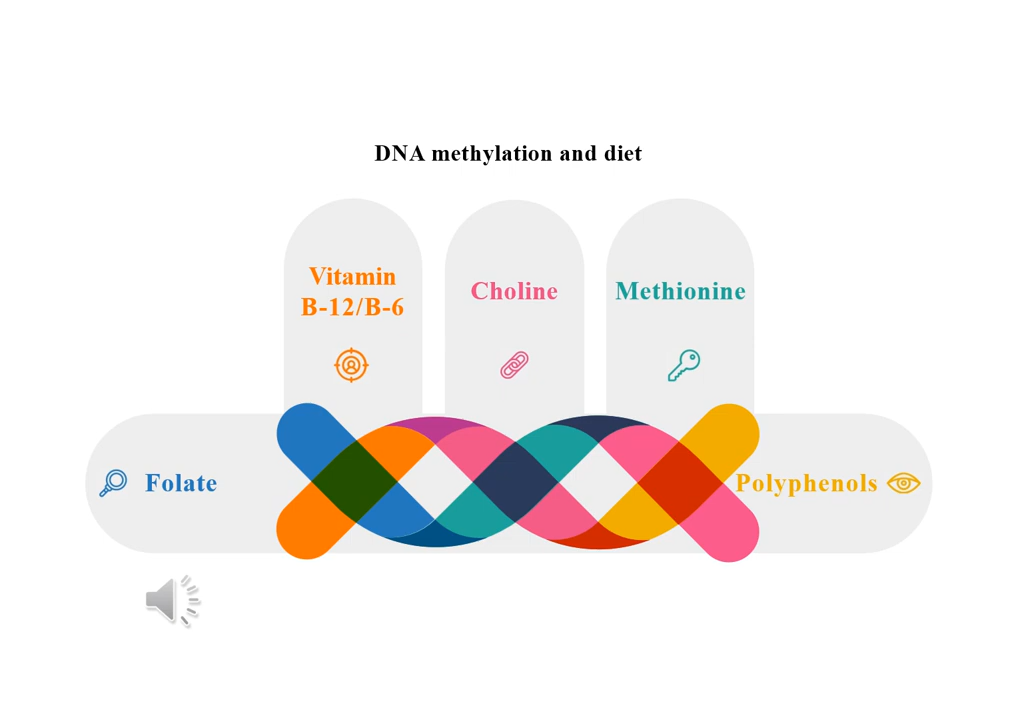 DNA methylation and diet
Vitamin
B-12/B-6
Choline
Methionine
Folate
Polyphenols